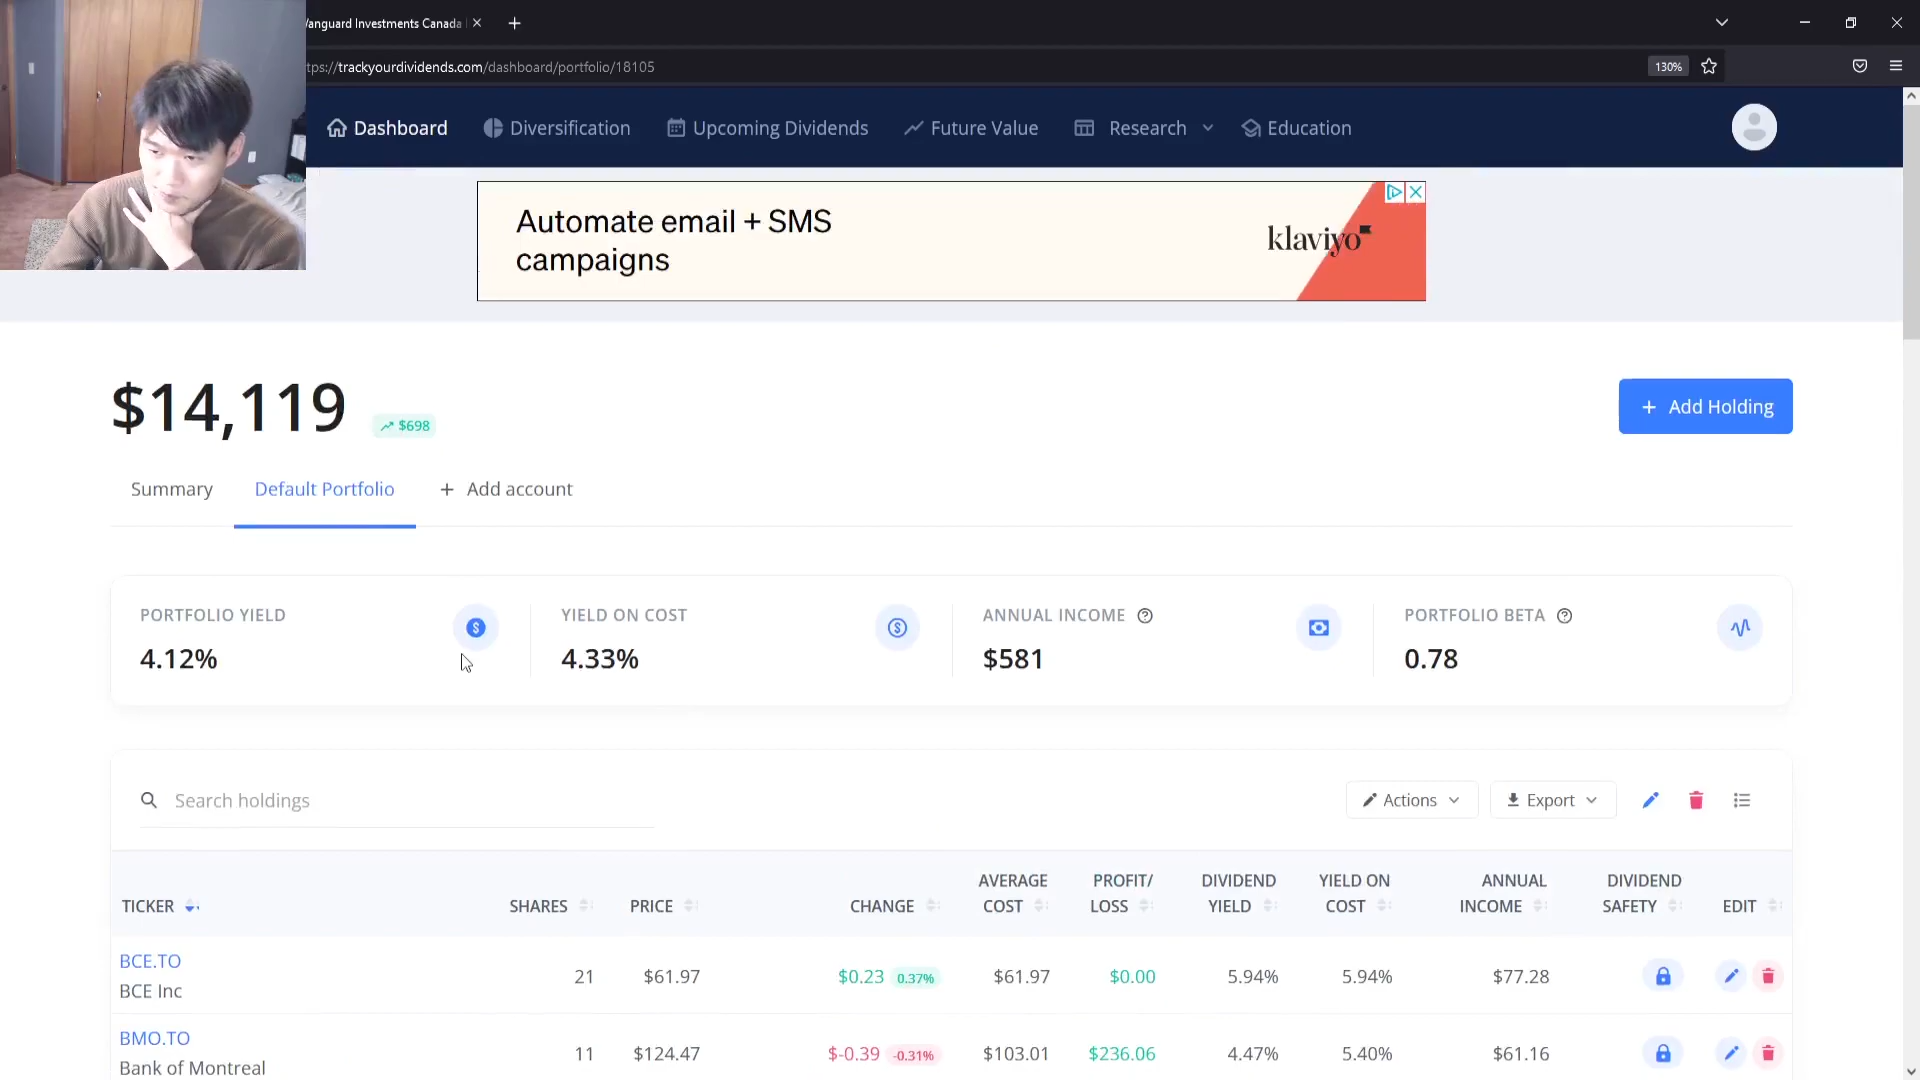 Vanguard Investments Canada
https://trackyourdividends.com/dashboard/portfolio/18105
130%
Dashboard
Diversification
Upcoming Dividends
Future Value
Research
Education
Automate email + SMS
campaigns
klaviyo
$14,119
$698
+ Add Holding
Summary
Default Portfolio
+ Add account
PORTFOLIO YIELD
4.12%
YIELD ON COST
4.33%
ANNUAL INCOME
$581
PORTFOLIO BETA
0.78
Search holdings
Actions
Export
TICKER
SHARES
PRICE
CHANGE
AVERAGE
COST
PROFIT/
LOSS
DIVIDEND
YIELD
YIELD ON
COST
ANNUAL
INCOME
DIVIDEND
SAFETY
EDIT
BCE.TO
BCE Inc
21
$61.97
$0.23 0.37%
$61.97
$0.00
5.94%
5.94%
$77.28
BMO.TO
Bank of Montreal
11
$124.47
$-0.39 -0.31%
$103.01
$236.06
4.47%
5.40%
$61.16